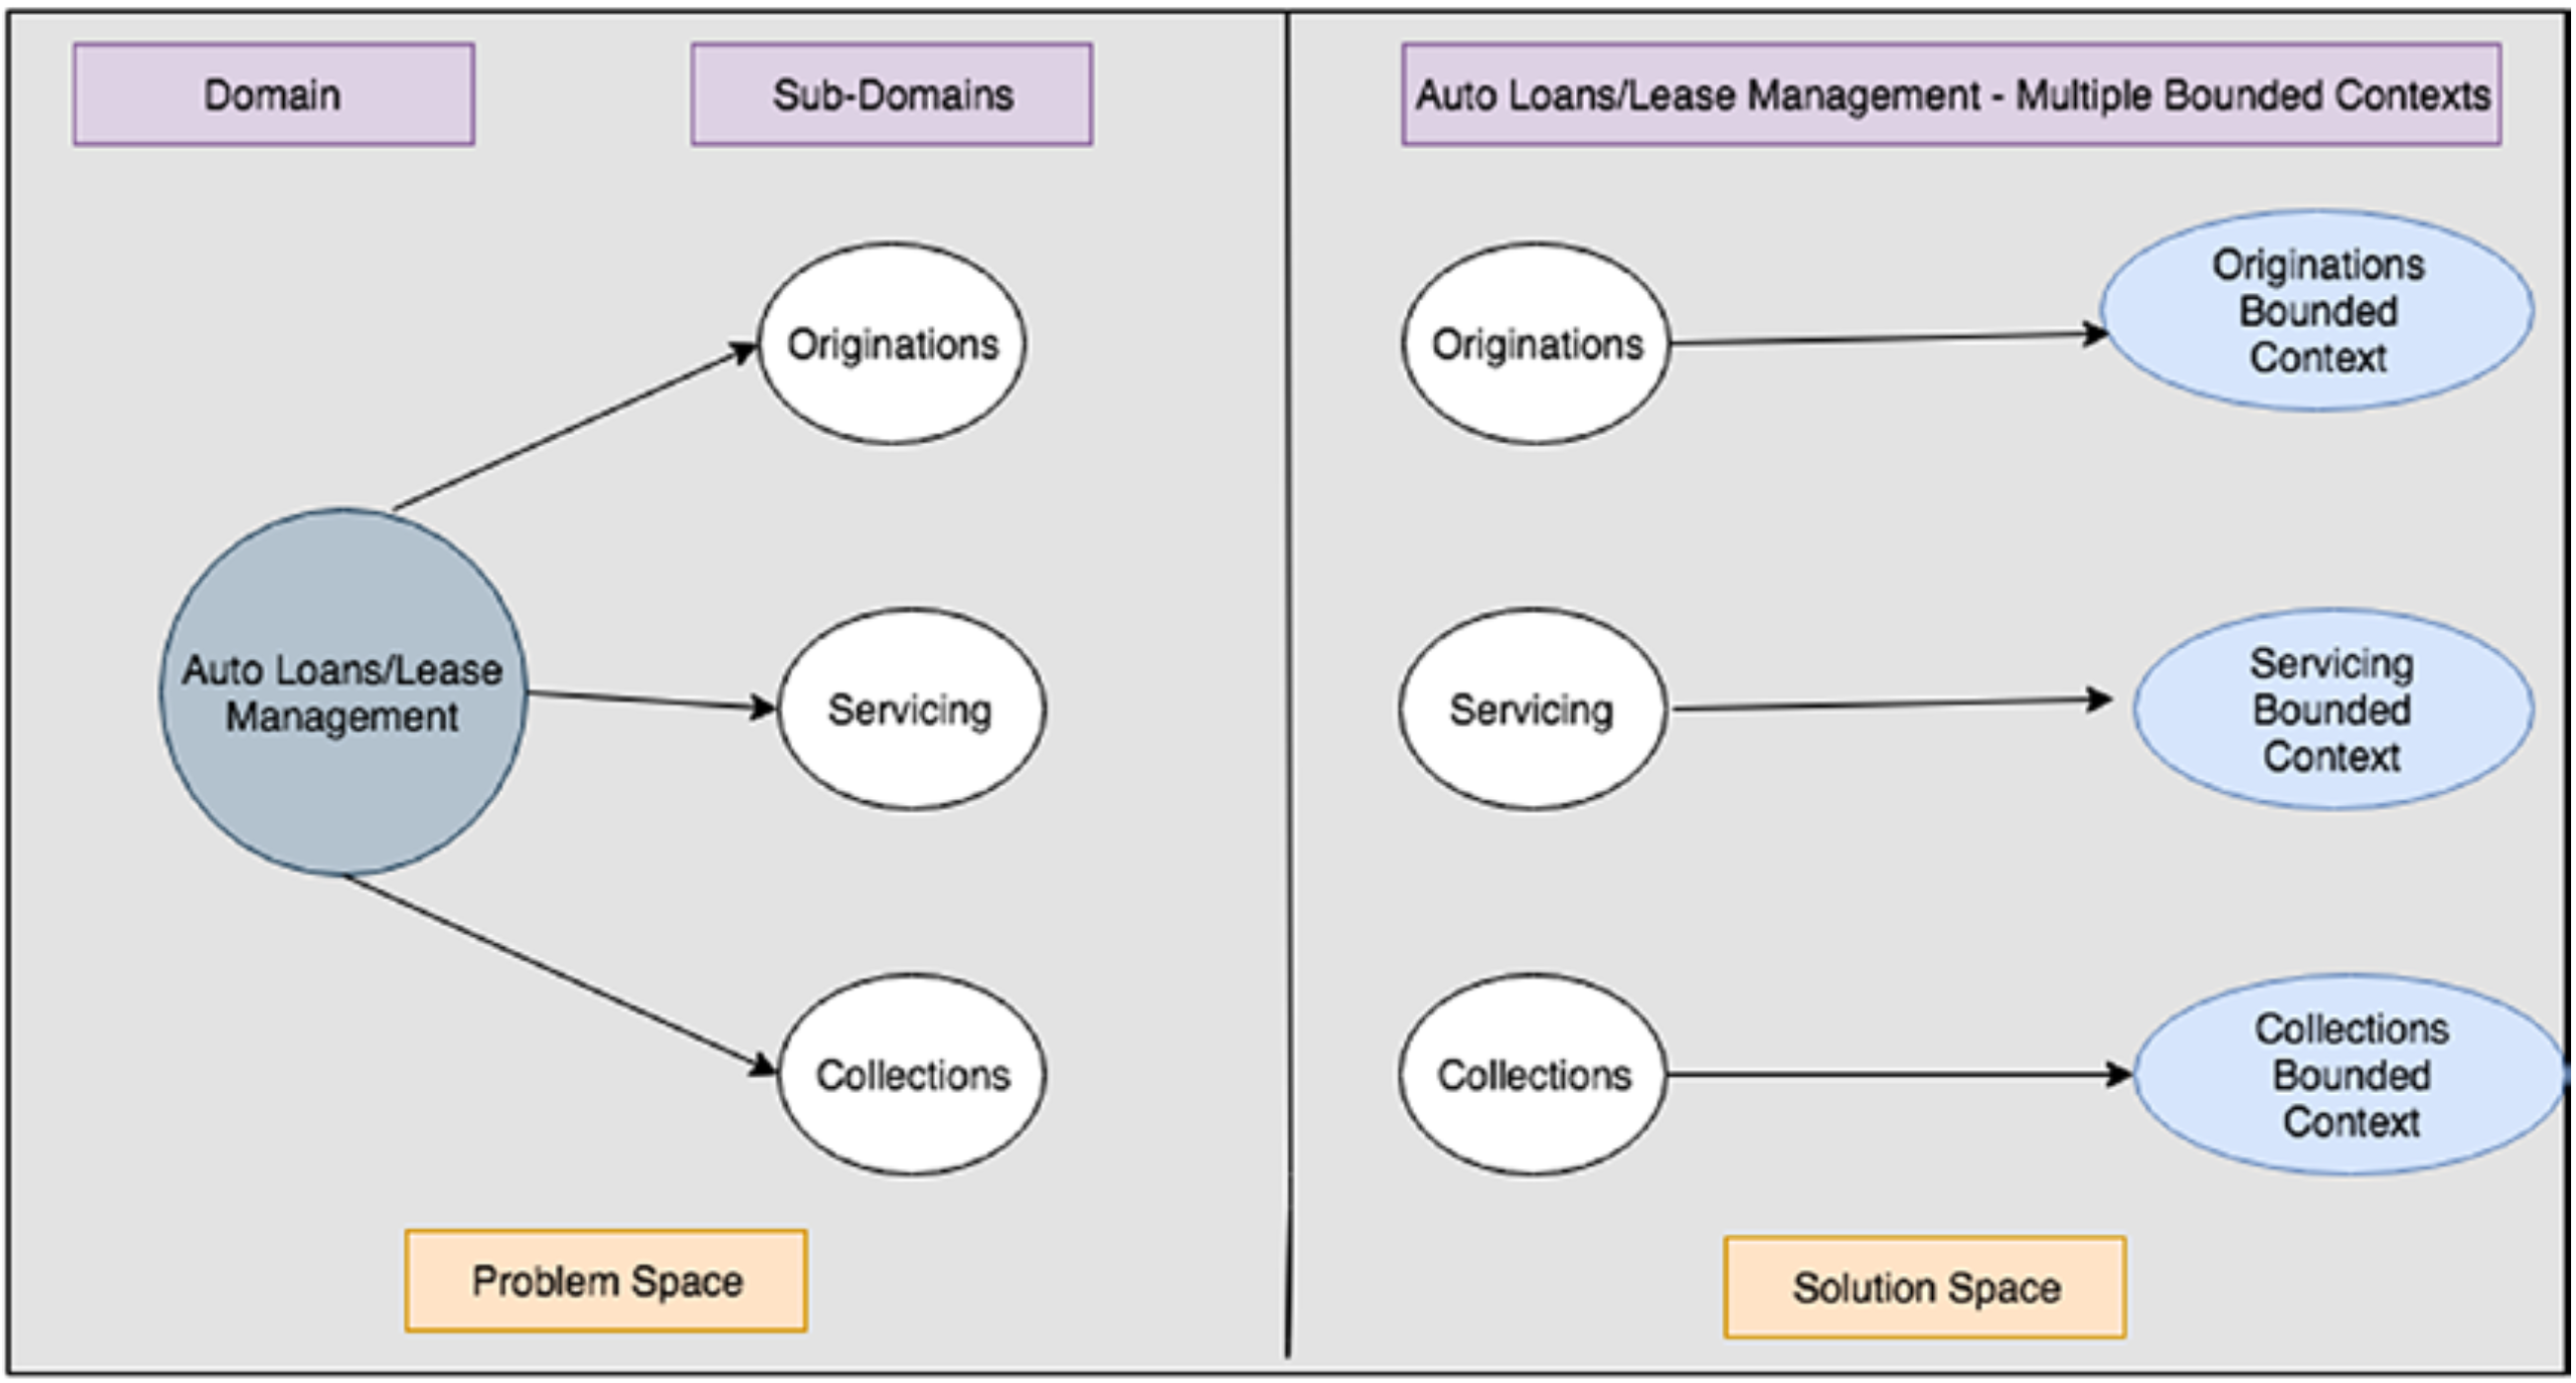 Domain
Sub-Domains
Originations
Auto Loans/Lease
Management
Servicing
Collections
Problem Space
Auto Loans/Lease Management - Multiple Bounded Contexts
Originations
Originations
Bounded
Context
Servicing
Servicing
Bounded
Context
Collections
Collections
Bounded
Context
Solution Space